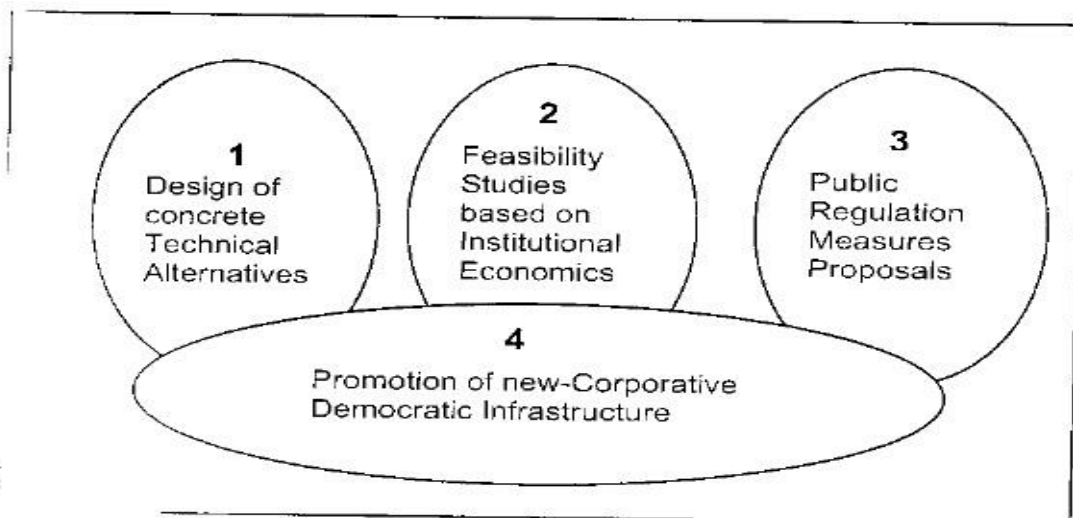 1
Design of
concrete
Technical
Alternatives
2
Feasibility
Studies
based on
Institutional
Economics
3
Public
Regulation
Measures
Proposals
4
Promotion of new-Corporative
Democratic Infrastructure